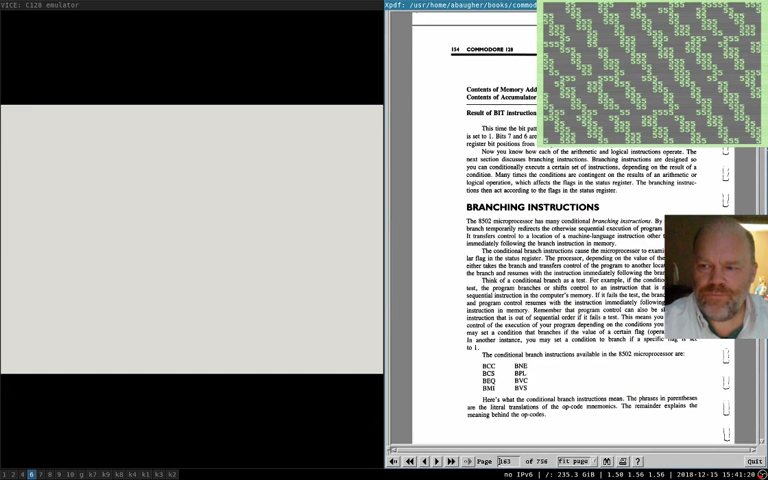 VICE: C128 emulator
Xpdf: /usr/home/abaugher/books/commod
154 COMMODORE 128
Contents of Memory Add
Contents of Accumulator
Result of BIT instruction
This time the bit patt
is set to 1. Bits 7 and 6 are
register bit positions from
Now you know how each of the arithmetic and logical instructions operate. The
next section discusses branching instructions. Branching instructions are designed so
you can conditionally execute a certain set of instructions, depending on the result of a
condition. Many times the conditions are contingent on the results of an arithmetic or
logical operation, which affects the flags in the status register. The branching instruc-
tions then act according to the flags in the status register.
BRANCHING INSTRUCTIONS
The 8502 microprocessor has many conditional branching instructions. By
branch temporarily redirects the otherwise sequential execution of program
It transfers control to a location of a machine-language instruction other
immediately following the branch instruction in memory.
The conditional branch instructions cause the microprocessor to exami
lar flag in the status register. The processor, depending on the value of the
either takes the branch and transfers control of the program to another locat
the branch and resumes with the instruction immediately following the bra
Think of a conditional branch as a test. For example, if the conditio
test, the program branches or shifts control to an instruction that is n
sequential instruction in the computer's memory. If it fails the test, the bran
and program control resumes with the instruction immediately following
instruction in memory. Remember that program control can also be s
instruction that is out of sequential order if it fails a test. This means you
control of the execution of your program depending on the conditions you
may set a condition that branches if the value of a certain flag (opera
In another instance, you may set a condition to branch if a specific flag is set
to 1.
The conditional branch instructions available in the 8502 microprocessor are:
BCC BNE
BCS BPL
BEQ BVC
BMI BVS
Here's what the conditional branch instructions mean. The phrases in parentheses
are the literal translations of the op-code mnemonics. The remainder explains the
meaning behind the op-codes.
Page 163 of 756 fit page ? Quit
1 2 4 6 7 8 9 10 g k7 k9 k8 k4 k1 k3 k2
no IPv6 | /: 235.3 GiB | 1.50 1.56 1.56 | 2018-12-15 15:41:20